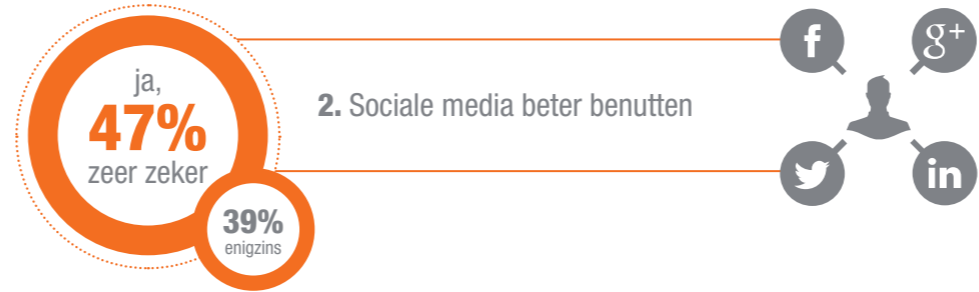 ja,
47%
zeer zeker
39%
enigzins
2. Sociale media beter benutten
f
g+
in